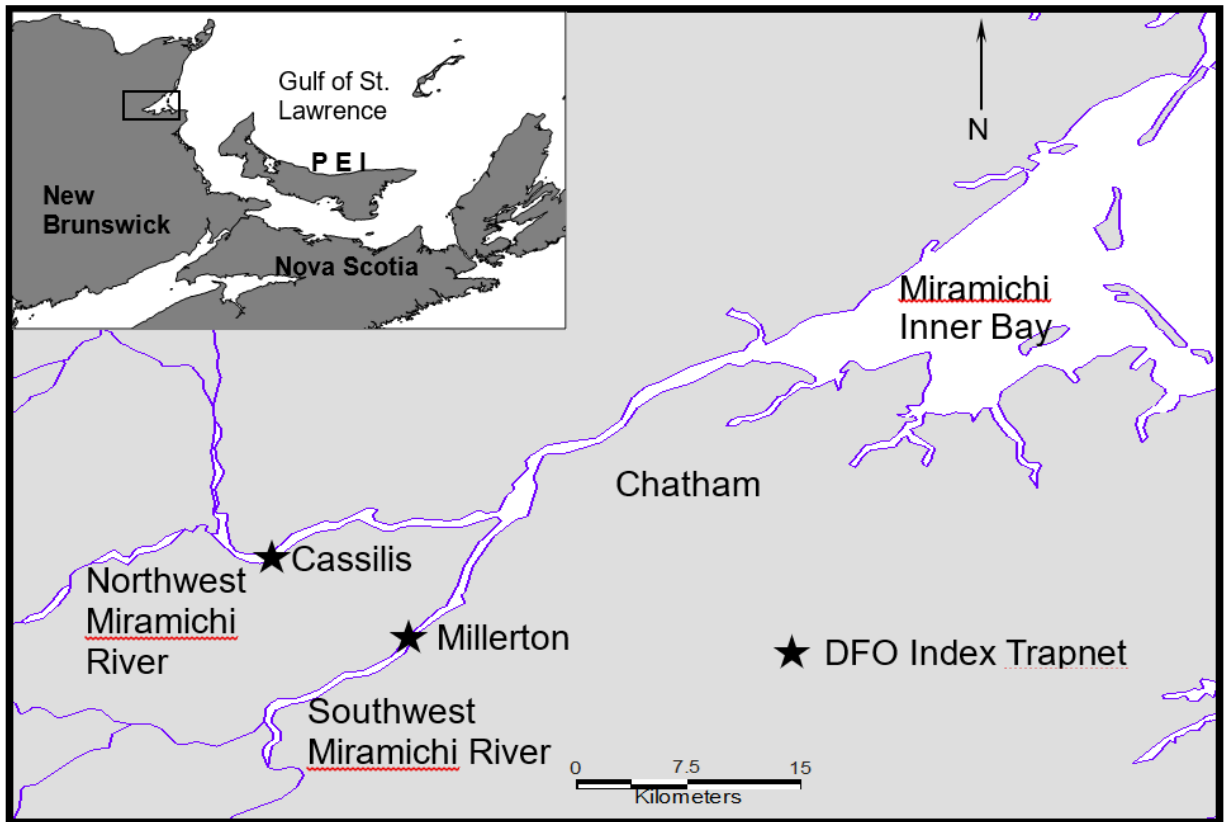 Gulf of St.
Lawrence
P E I
New
Brunswick
Nova Scotia
N
Miramichi
Inner Bay
Chatham
Cassilis
Northwest
Miramichi
River
Millerton
DFO Index Trapnet
Southwest
Miramichi River
0 7.5 15
Kilometers